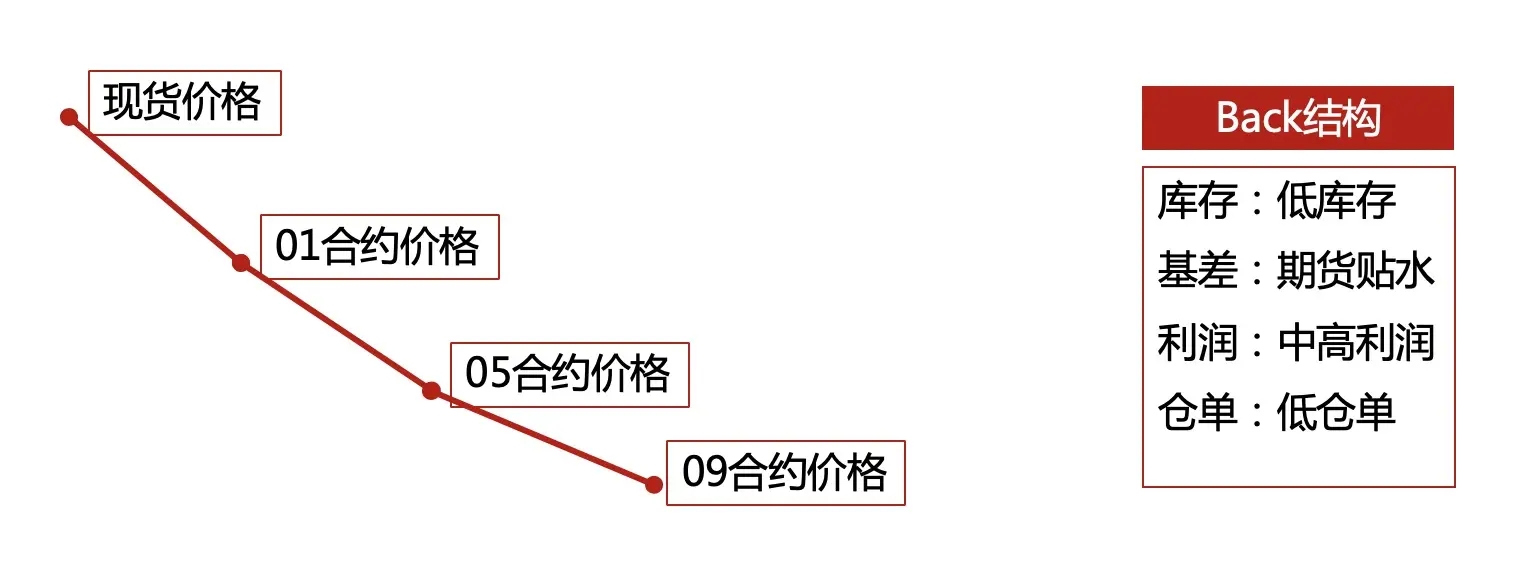 现货价格
01合约价格
05合约价格
09合约价格
Back结构
库存：低库存
基差：期货贴水
利润：中高利润
仓单：低仓单